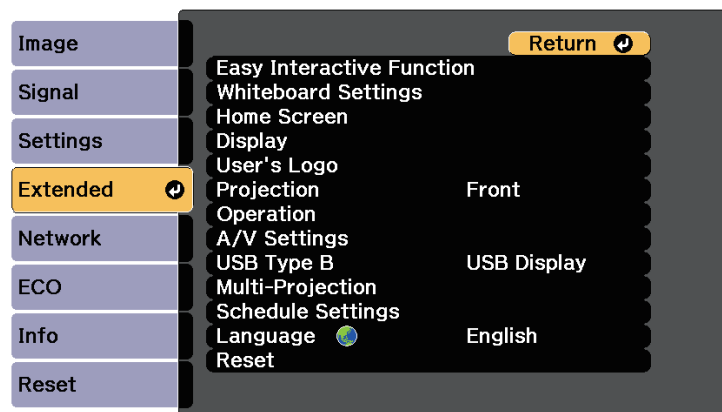 Image
Signal
Settings
Extended
Network
ECO
Info
Reset
Return
Easy Interactive Function
Whiteboard Settings
Home Screen
Display
User's Logo
Projection Front
Operation
A/V Settings
USB Type B USB Display
Multi-Projection
Schedule Settings
Language English
Reset